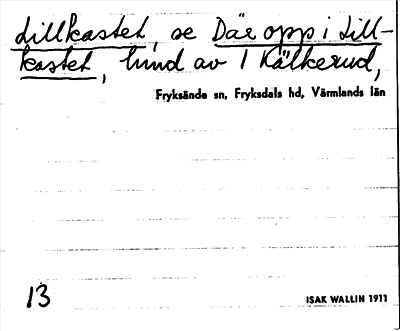 Lillkastet, se Där opp i Lill-
kastet, lund av 1 Kälkerud,
Fryksände sn, Fryksdals hd, Värmlands län
13
ISAK WALLIN 1911